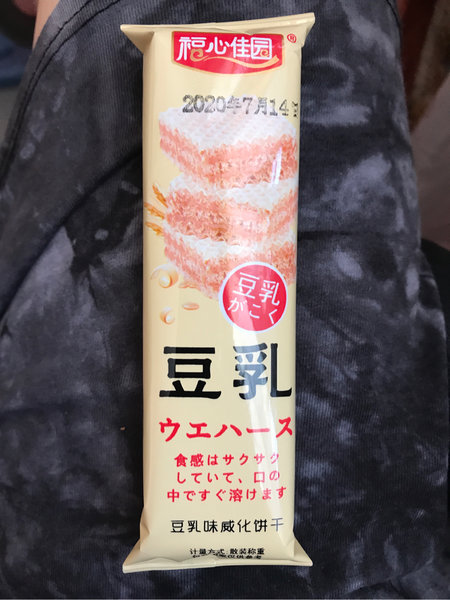 福心佳园®
2020年7月14日
豆乳
がこく
豆乳
ウエハース
食感はサクサク
していて、口の
中ですぐ溶けます
豆乳味威化饼干
计量方式:散装称重